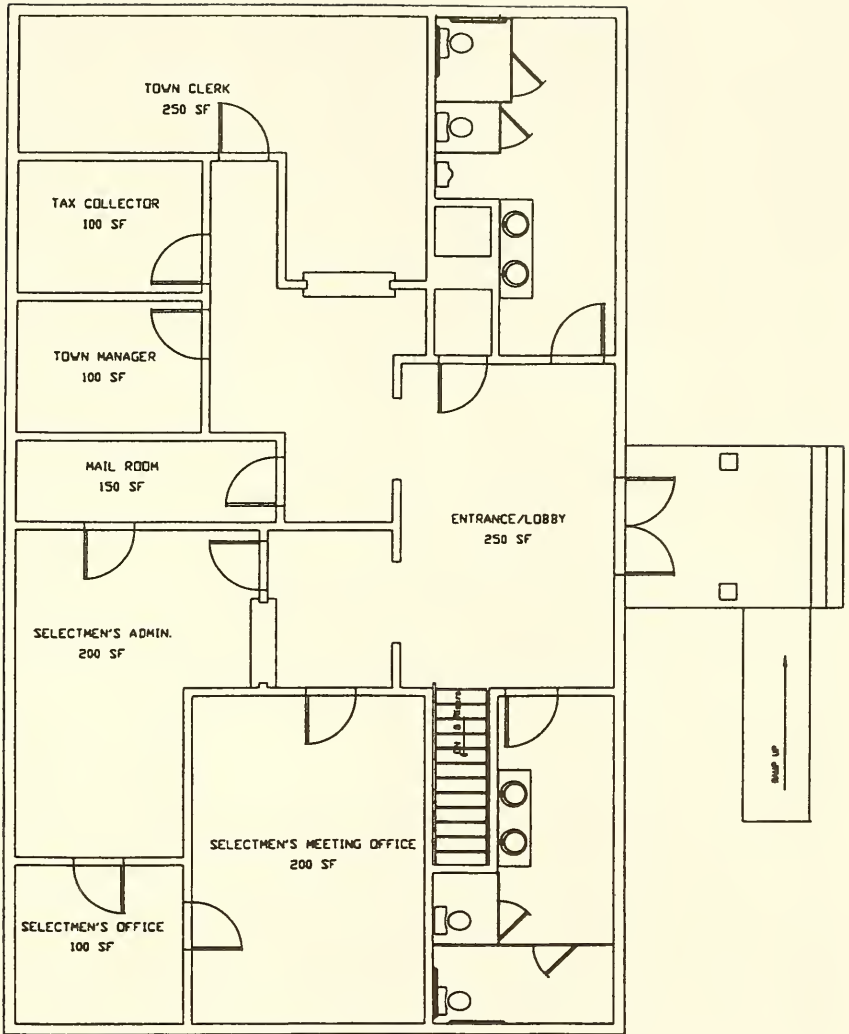 TOWN CLERK
250 SF
TAX COLLECTOR
100 SF
TOWN MANAGER
100 SF
MAIL ROOM
150 SF
ENTRANCE/LOBBY
250 SF
SELECTMEN'S ADMIN.
200 SF
RAMP UP
SELECTMEN'S MEETING OFFICE
200 SF
SELECTMEN'S OFFICE
100 SF